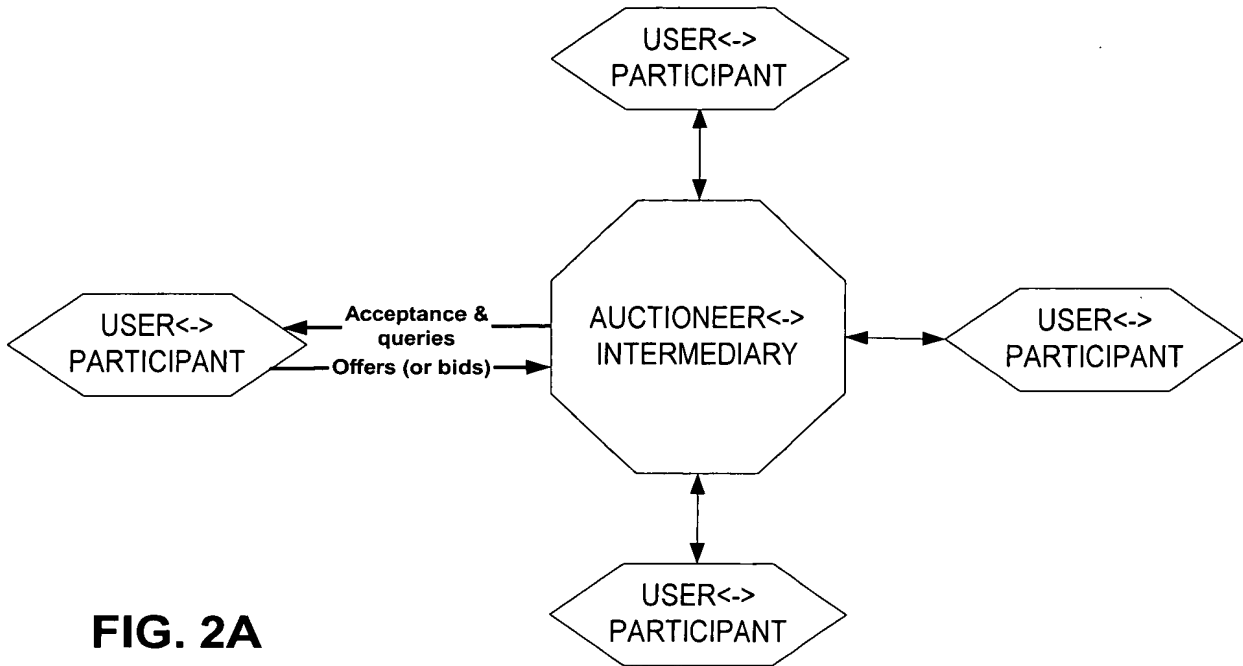 USER<->
PARTICIPANT
USER<->
PARTICIPANT
Acceptance &
queries
Offers (or bids)
AUCTIONEER<->
INTERMEDIARY
USER<->
PARTICIPANT
USER<->
PARTICIPANT
FIG. 2A